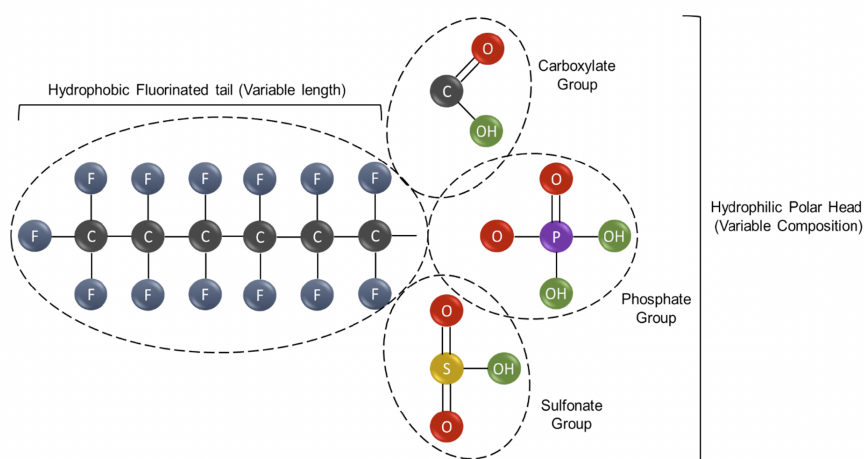 Hydrophobic Fluorinated tail (Variable length)
O
C
OH
Carboxylate
Group
F F F F F F
F C C C C C C
F F F F F F
O
O P OH
OH
Phosphate
Group
Hydrophilic Polar Head
(Variable Composition)
O
S OH
O
Sulfonate
Group